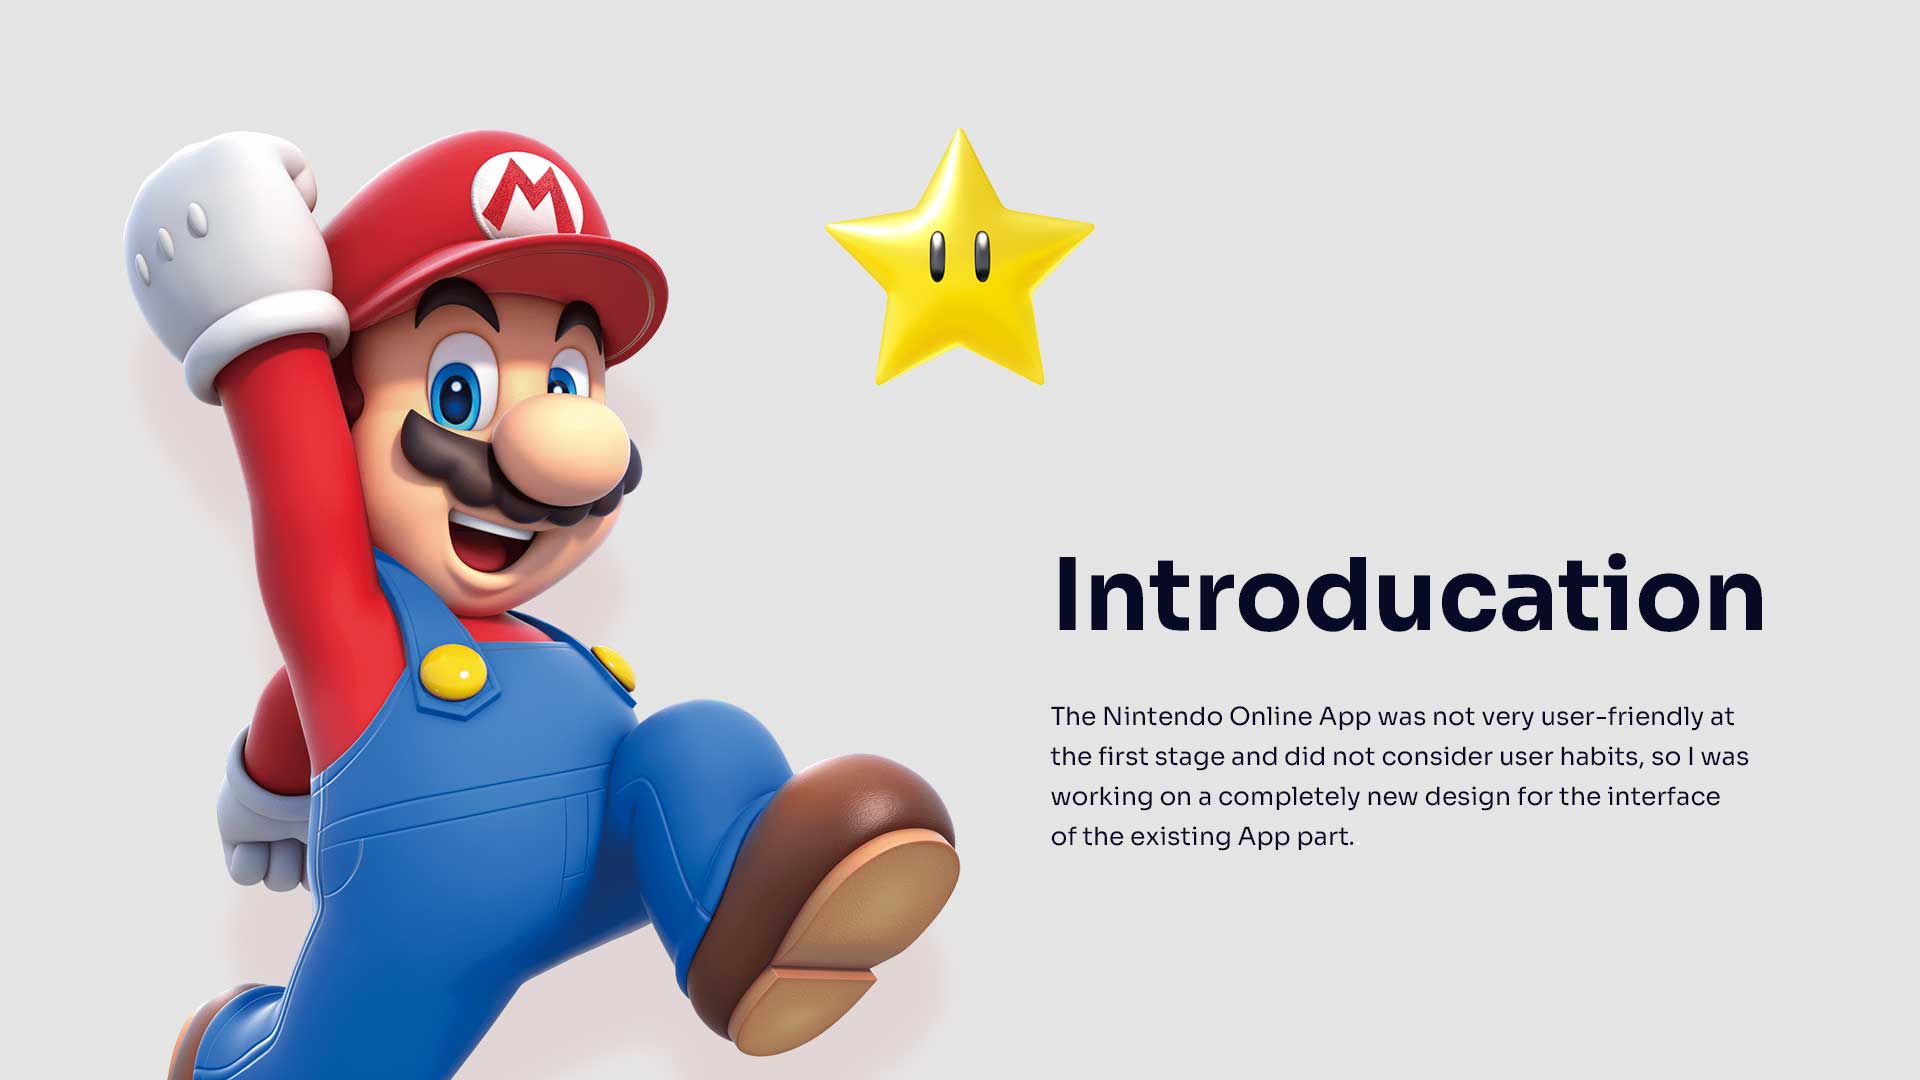 M
Introducation
The Nintendo Online App was not very user-friendly at
the first stage and did not consider user habits, so I was
working on a completely new design for the interface
of the existing App part.